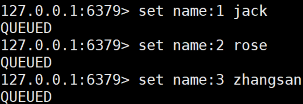 127.0.0.1:6379> set name:1 jack
QUEUED
127.0.0.1:6379> set name:2 rose
QUEUED
127.0.0.1:6379> set name:3 zhangsan
QUEUED